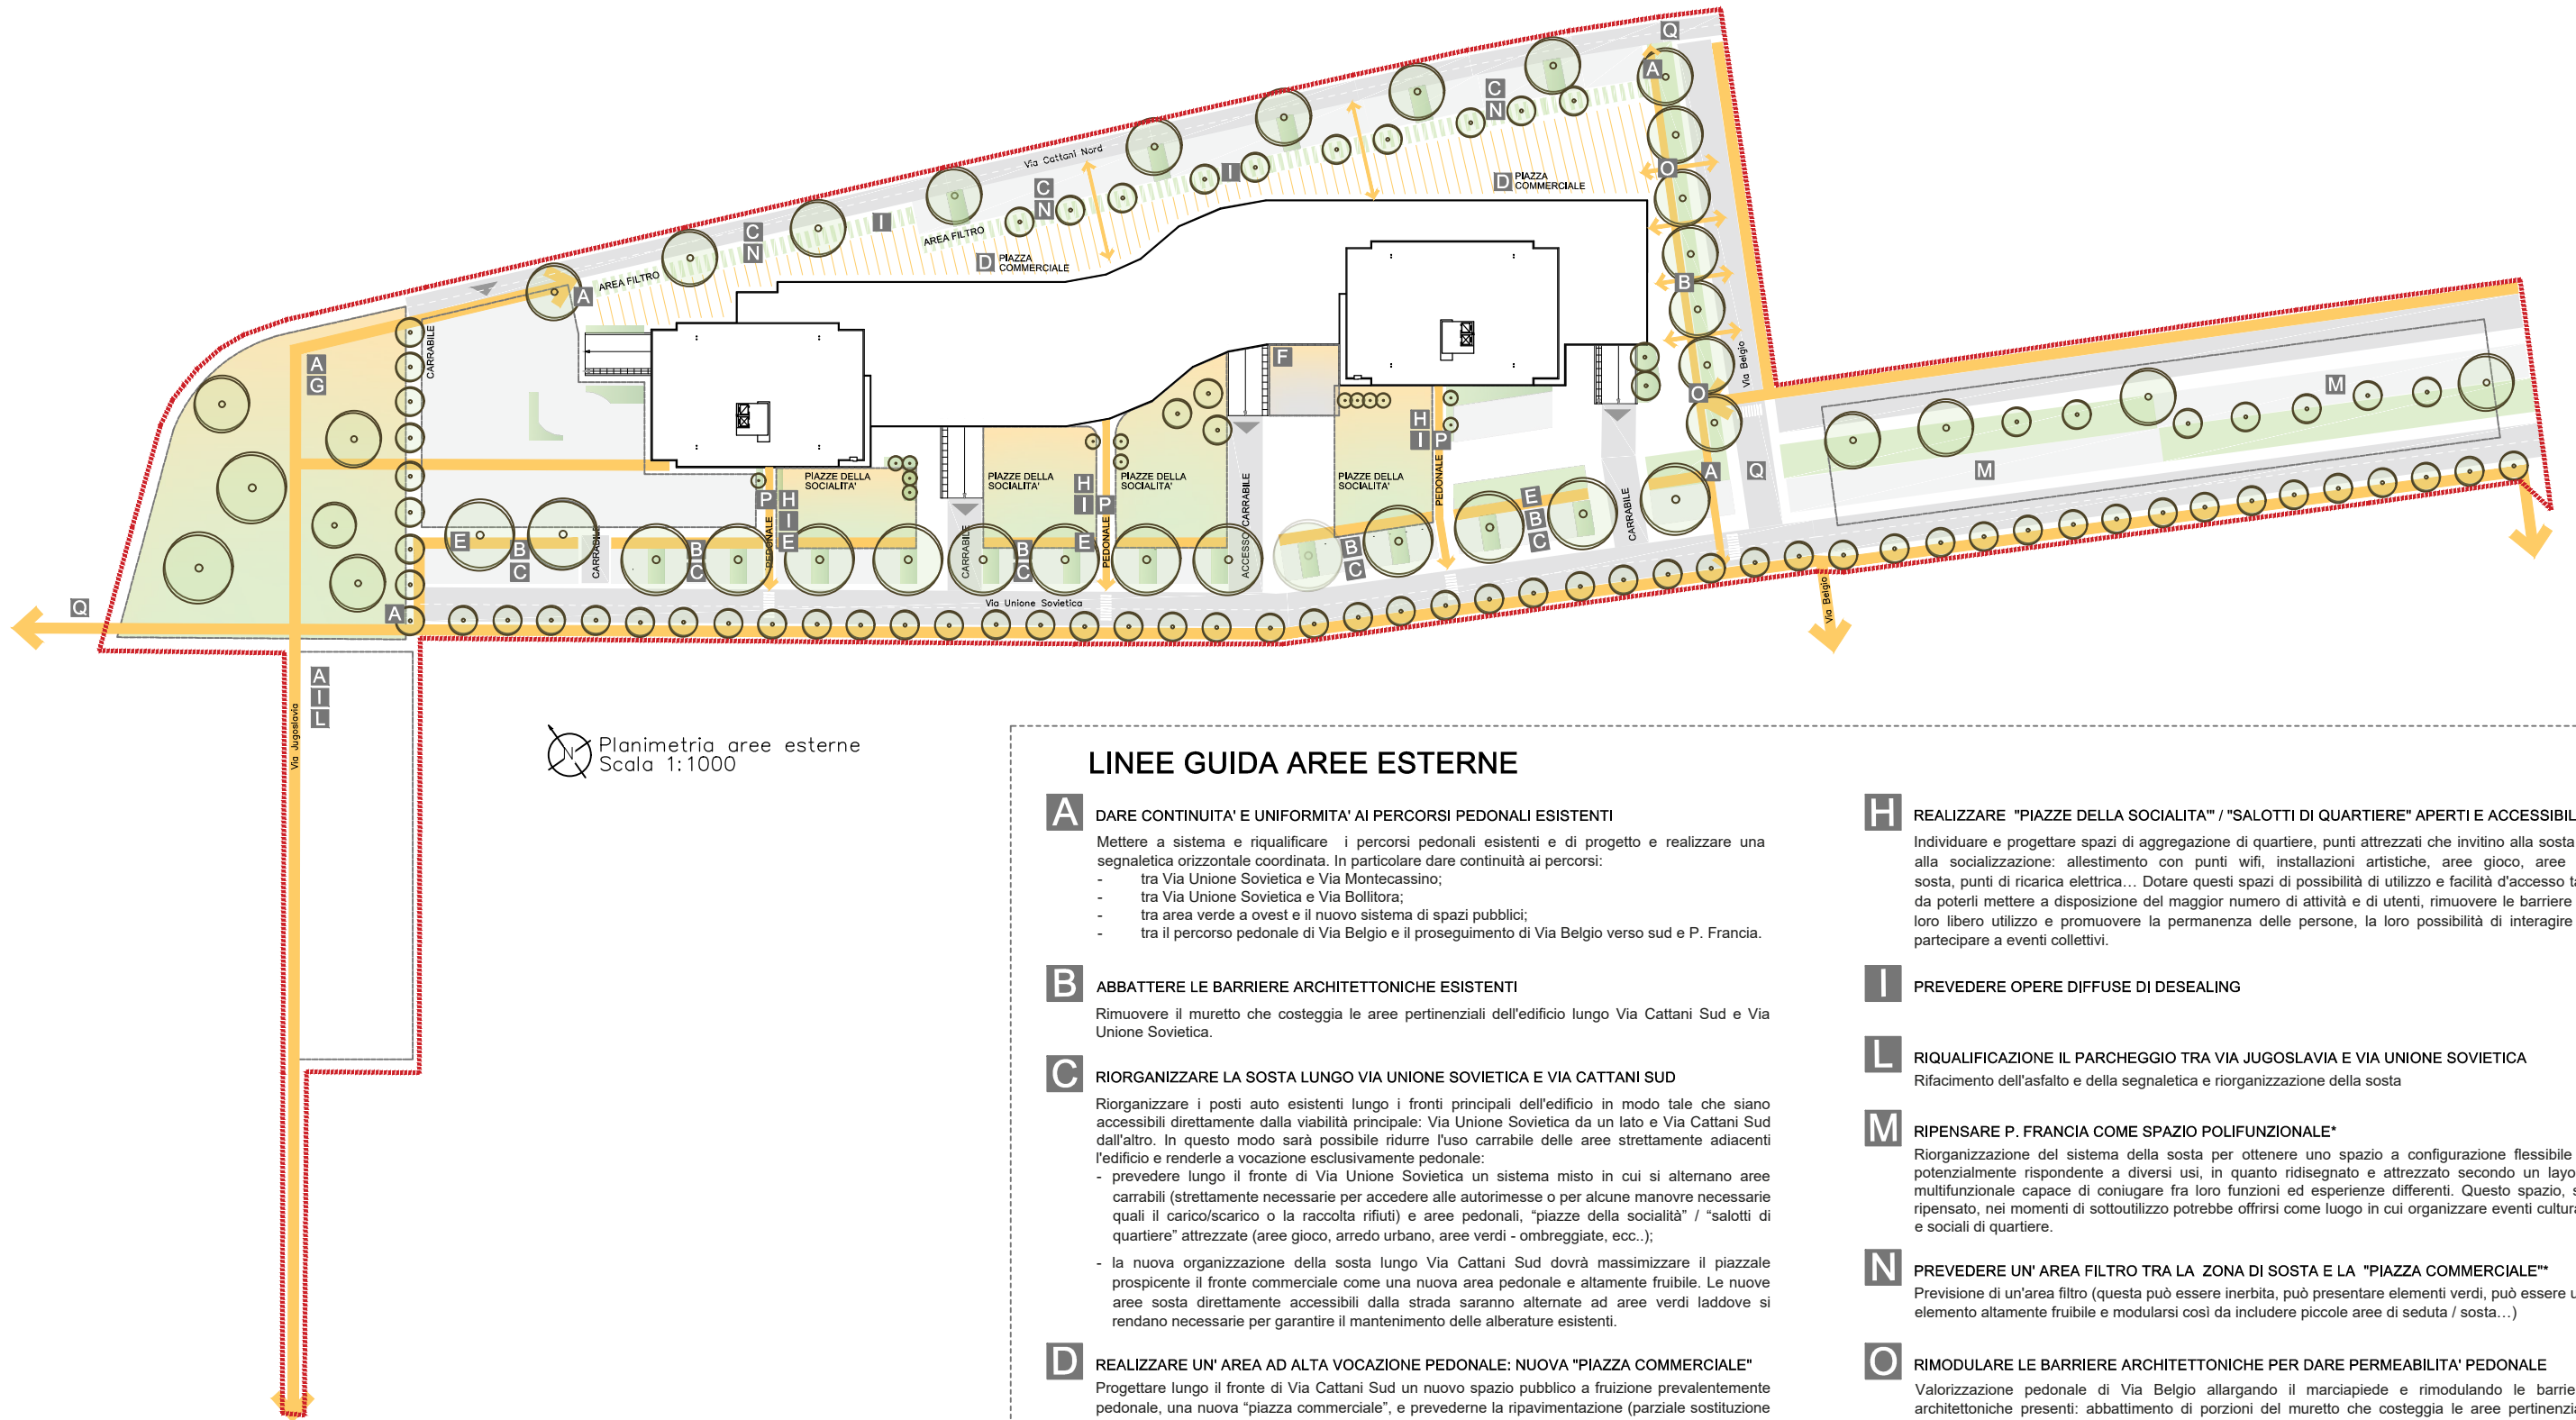 Q
A
C
N
Via Cattani Nord
I
O
D PIAZZA
COMMERCIALE
C
N
I
C
N
AREA FILTRO
D PIAZZA
COMMERCIALE
B
AREA FILTRO
A
CARRABILE
A
G
F
Via Belgio
O
M
H
I
P
PEDONALE
PIAZZE DELLA
SOCIALITA'
PIAZZE DELLA
SOCIALITA'
PIAZZE DELLA
SOCIALITA'
PIAZZE DELLA
SOCIALITA'
A
Q
M
P
H
I
E
PEDONALE
H
I
P
E
PEDONALE
E
B
C
CARRABILE
E
B
C
CARRABILE
B
C
CARRABILE
B
C
ACCESSO CARRABILE
B
C
Q
A
Via Unione Sovietica
Via Belgio
A
I
L
Via Jugoslavia
N
Planimetria aree esterne
Scala 1:1000
LINEE GUIDA AREE ESTERNE
A DARE CONTINUITA' E UNIFORMITA' AI PERCORSI PEDONALI ESISTENTI
Mettere a sistema e riqualificare i percorsi pedonali esistenti e di progetto e realizzare una
segnaletica orizzontale coordinata. In particolare dare continuità ai percorsi:
- tra Via Unione Sovietica e Via Montecassino;
- tra Via Unione Sovietica e Via Bollitora;
- tra area verde a ovest e il nuovo sistema di spazi pubblici;
- tra il percorso pedonale di Via Belgio e il proseguimento di Via Belgio verso sud e P. Francia.
B ABBATTERE LE BARRIERE ARCHITETTONICHE ESISTENTI
Rimuovere il muretto che costeggia le aree pertinenziali dell'edificio lungo Via Cattani Sud e Via
Unione Sovietica.
C RIORGANIZZARE LA SOSTA LUNGO VIA UNIONE SOVIETICA E VIA CATTANI SUD
Riorganizzare i posti auto esistenti lungo i fronti principali dell'edificio in modo tale che siano
accessibili direttamente dalla viabilità principale: Via Unione Sovietica da un lato e Via Cattani Sud
dall'altro. In questo modo sarà possibile ridurre l'uso carrabile delle aree strettamente adiacenti
l'edificio e renderle a vocazione esclusivamente pedonale:
- prevedere lungo il fronte di Via Unione Sovietica un sistema misto in cui si alternano aree
carrabili (strettamente necessarie per accedere alle autorimesse o per alcune manovre necessarie
quali il carico/scarico o la raccolta rifiuti) e aree pedonali, “piazze della socialità” / “salotti di
quartiere” attrezzate (aree gioco, arredo urbano, aree verdi - ombreggiate, ecc..);
- la nuova organizzazione della sosta lungo Via Cattani Sud dovrà massimizzare il piazzale
prospicente il fronte commerciale come una nuova area pedonale e altamente fruibile. Le nuove
aree sosta direttamente accessibili dalla strada saranno alternate ad aree verdi laddove si
rendano necessarie per garantire il mantenimento delle alberature esistenti.
D REALIZZARE UN' AREA AD ALTA VOCAZIONE PEDONALE: NUOVA "PIAZZA COMMERCIALE"
Progettare lungo il fronte di Via Cattani Sud un nuovo spazio pubblico a fruizione prevalentemente
pedonale, una nuova “piazza commerciale”, e prevederne la ripavimentazione (parziale sostituzione
H REALIZZARE "PIAZZE DELLA SOCIALITA'" / "SALOTTI DI QUARTIERE" APERTI E ACCESSIBIL
Individuare e progettare spazi di aggregazione di quartiere, punti attrezzati che invitino alla sosta
alla socializzazione: allestimento con punti wifi, installazioni artistiche, aree gioco, aree
sosta, punti di ricarica elettrica… Dotare questi spazi di possibilità di utilizzo e facilità d'accesso ta
da poterli mettere a disposizione del maggior numero di attività e di utenti, rimuovere le barriere
loro libero utilizzo e promuovere la permanenza delle persone, la loro possibilità di interagire
partecipare a eventi collettivi.
I PREVEDERE OPERE DIFFUSE DI DESEALING
L RIQUALIFICAZIONE IL PARCHEGGIO TRA VIA JUGOSLAVIA E VIA UNIONE SOVIETICA
Rifacimento dell'asfalto e della segnaletica e riorganizzazione della sosta
M RIPENSARE P. FRANCIA COME SPAZIO POLIFUNZIONALE*
Riorganizzazione del sistema della sosta per ottenere uno spazio a configurazione flessibile
potenzialmente rispondente a diversi usi, in quanto ridisegnato e attrezzato secondo un layo
multifunzionale capace di coniugare fra loro funzioni ed esperienze differenti. Questo spazio, s
ripensato, nei momenti di sottoutilizzo potrebbe offrirsi come luogo in cui organizzare eventi cultura
e sociali di quartiere.
N PREVEDERE UN' AREA FILTRO TRA LA ZONA DI SOSTA E LA "PIAZZA COMMERCIALE"*
Previsione di un'area filtro (questa può essere inerbita, può presentare elementi verdi, può essere u
elemento altamente fruibile e modularsi così da includere piccole aree di seduta / sosta…)
O RIMODULARE LE BARRIERE ARCHITETTONICHE PER DARE PERMEABILITA' PEDONALE
Valorizzazione pedonale di Via Belgio allargando il marciapiede e rimodulando le barrie
architettoniche presenti: abbattimento di porzioni del muretto che costeggia le aree pertinenzia